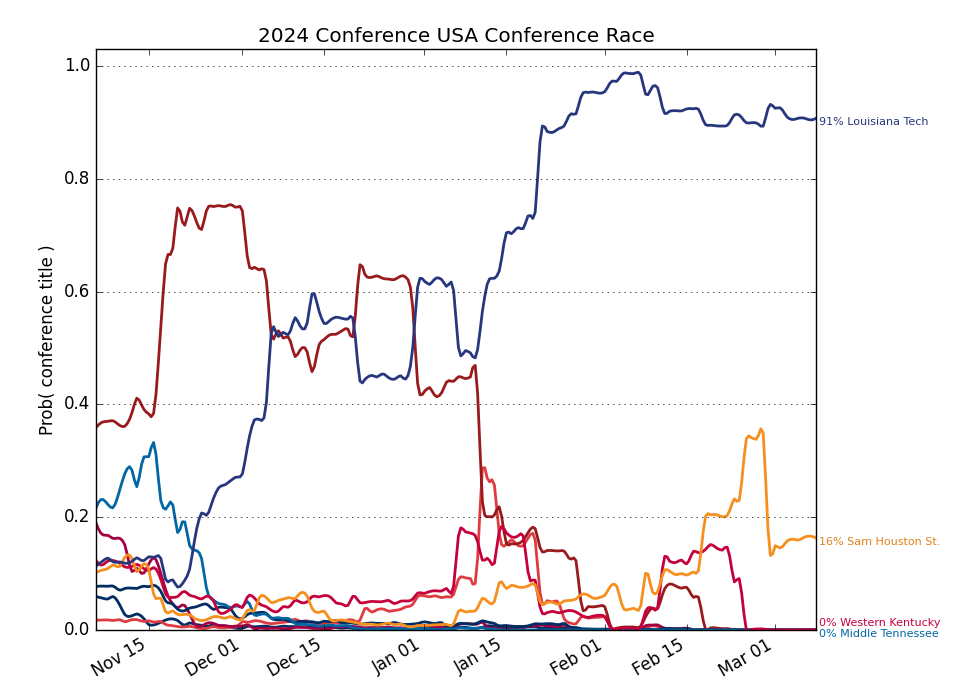 2024 Conference USA Conference Race
Prob( conference title )
1.0
0.8
0.6
0.4
0.2
0.0
91% Louisiana Tech
16% Sam Houston St.
0% Western Kentucky
0% Middle Tennessee
Nov 15
Dec 01
Dec 15
Jan 01
Jan 15
Feb 01
Feb 15
Mar 01